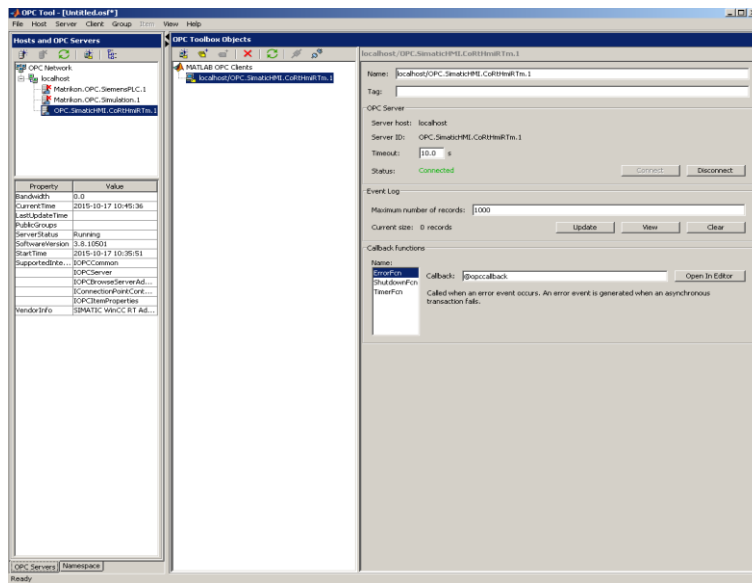 OPC Tool - [Untitled.osf*]
File Host Server Client Group Item View Help
Hosts and OPC Servers
OPC Network
localhost
Matrikon.OPC.SiemensPLC.1
Matrikon.OPC.Simulation.1
OPC.SimaticHMI.CoRtHmiRTm.1
Property Value
Bandwidth 0.0
CurrentTime 2015-10-17 10:45:36
LastUpdateTime
PublicGroups
ServerStatus Running
SoftwareVersion 3.8.10501
StartTime 2015-10-17 10:35:51
SupportedInte... IOPCCommon
IOPCServer
IOPCBrowseServerAd...
IConnectionPointCont...
IOPCItemProperties
VendorInfo SIMATIC WinCC RT Ad...
OPC Servers Namespace
Ready
OPC Toolbox Objects
MATLAB OPC Clients
localhost/OPC.SimaticHMI.CoRtHmiRTm.1
localhost/OPC.SimaticHMI.CoRtHmiRTm.1
Name: localhost/OPC.SimaticHMI.CoRtHmiRTm.1
Tag:
OPC Server
Server host: localhost
Server ID: OPC.SimaticHMI.CoRtHmiRTm.1
Timeout: 10.0 s
Status: Connected Connect Disconnect
Event Log
Maximum number of records: 1000
Current size: 0 records Update View Clear
Callback functions
Name:
ErrorFcn
ShutdownFcn
TimerFcn
Callback: @opccallback Open In Editor
Called when an error event occurs. An error event is generated when an asynchronous
transaction fails.